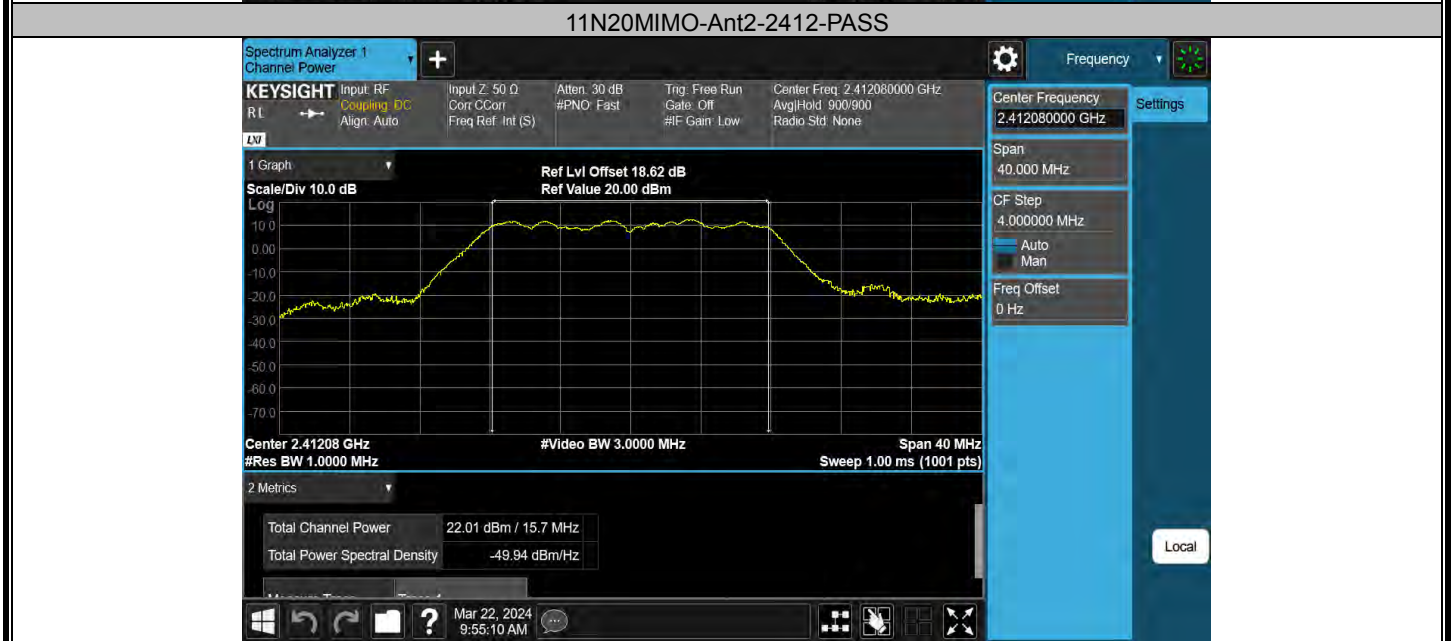 11N20MIMO-Ant2-2412-PASS
Spectrum Analyzer 1
Channel Power
+
Frequency
KEYSIGHT
RL
LXI
Input: RF
Coupling: DC
Align: Auto
Input Z: 50 Ω
Corr CCorr
Freq Ref: Int (S)
Atten: 30 dB
#PNO: Fast
Trig: Free Run
Gate: Off
#IF Gain: Low
Center Freq: 2.412080000 GHz
Avg|Hold: 900/900
Radio Std: None
Center Frequency
2.412080000 GHz
Settings
Span
40.000 MHz
CF Step
4.000000 MHz
Auto
Man
Freq Offset
0 Hz
1 Graph
Scale/Div 10.0 dB
Ref Lvl Offset 18.62 dB
Ref Value 20.00 dBm
Log
10.0
0.00
-10.0
-20.0
-30.0
-40.0
-50.0
-60.0
-70.0
Center 2.41208 GHz
#Res BW 1.0000 MHz
#Video BW 3.0000 MHz
Span 40 MHz
Sweep 1.00 ms (1001 pts)
2 Metrics
Total Channel Power 22.01 dBm / 15.7 MHz
Total Power Spectral Density -49.94 dBm/Hz
Local
?
Mar 22, 2024
9:55:10 AM